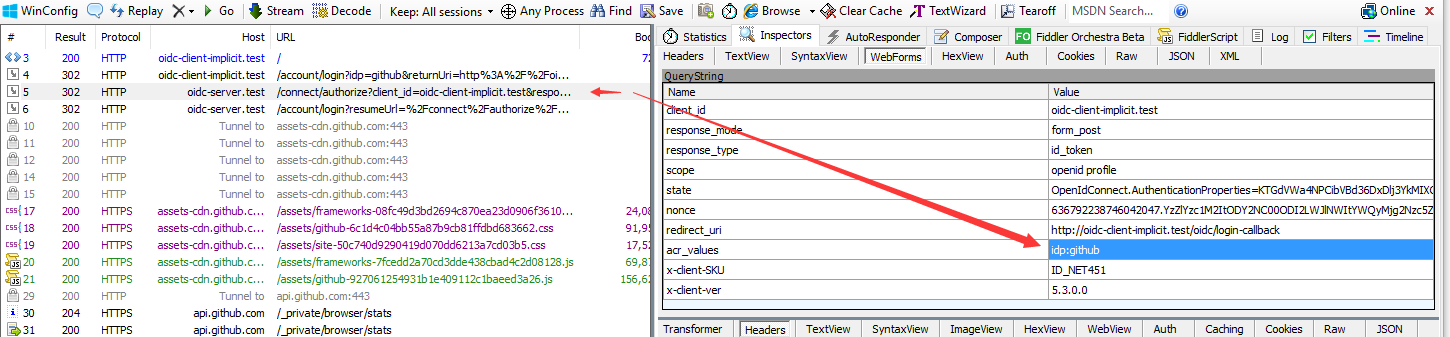 WinConfig Replay Go Stream Decode Keep: All sessions Any Process Find Save Browse Clear Cache TextWizard Tearoff MSDN Search... Online
# Result Protocol Host URL Bo
3 200 HTTP oidc-client-implicit.test / 72
4 302 HTTP oidc-client-implicit.test /account/login?idp=github&returnUri=http%3A%2F%2Foi...
5 302 HTTP oidc-server.test /connect/authorize?client_id=oidc-client-implicit.test&respo...
6 302 HTTP oidc-server.test /account/login?resumeUrl=%2Fconnect%2Fauthorize%2F...
10 200 HTTP Tunnel to assets-cdn.github.com:443
11 200 HTTP Tunnel to assets-cdn.github.com:443
12 200 HTTP Tunnel to assets-cdn.github.com:443
14 200 HTTP Tunnel to assets-cdn.github.com:443
15 200 HTTP Tunnel to assets-cdn.github.com:443
17 200 HTTPS assets-cdn.github.c... /assets/frameworks-08fc49d3bd2694c870ea23d0906f3610... 24,08
18 200 HTTPS assets-cdn.github.c... /assets/github-6c1d4c04bb55a87b9cb81ffdbd683662.css 91,95
19 200 HTTPS assets-cdn.github.c... /assets/site-50c740d9290419d070dd6213a7cd03b5.css 17,52
20 200 HTTPS assets-cdn.github.c... /assets/frameworks-7fcedd2a70cd3dde438cbad4c2d08128.js 69,87
21 200 HTTPS assets-cdn.github.c... /assets/github-927061254931b1e409112c1baeed3a26.js 156,62
29 200 HTTP Tunnel to api.github.com:443
30 204 HTTPS api.github.com /_private/browser/stats
31 200 HTTPS api.github.com /_private/browser/stats
Statistics Inspectors AutoResponder Composer FO Fiddler Orchestra Beta FiddlerScript Log Filters Timeline
Headers TextView SyntaxView WebForms HexView Auth Cookies Raw JSON XML
QueryString
Name Value
client_id oidc-client-implicit.test
response_mode form_post
response_type id_token
scope openid profile
state OpenIdConnect.AuthenticationProperties=KTGdVWa4NPCibVBd36DxDlj3YkMIX
nonce 636792238746042047.YzZlYzc1M2ItODY2NC00ODI2LWJlNWItYWQyMjg2Nzc5Z
redirect_uri http://oidc-client-implicit.test/oidc/login-callback
acr_values idp:github
x-client-SKU ID_NET451
x-client-ver 5.3.0.0
Transformer Headers TextView SyntaxView ImageView HexView WebView Auth Caching Cookies Raw JSON